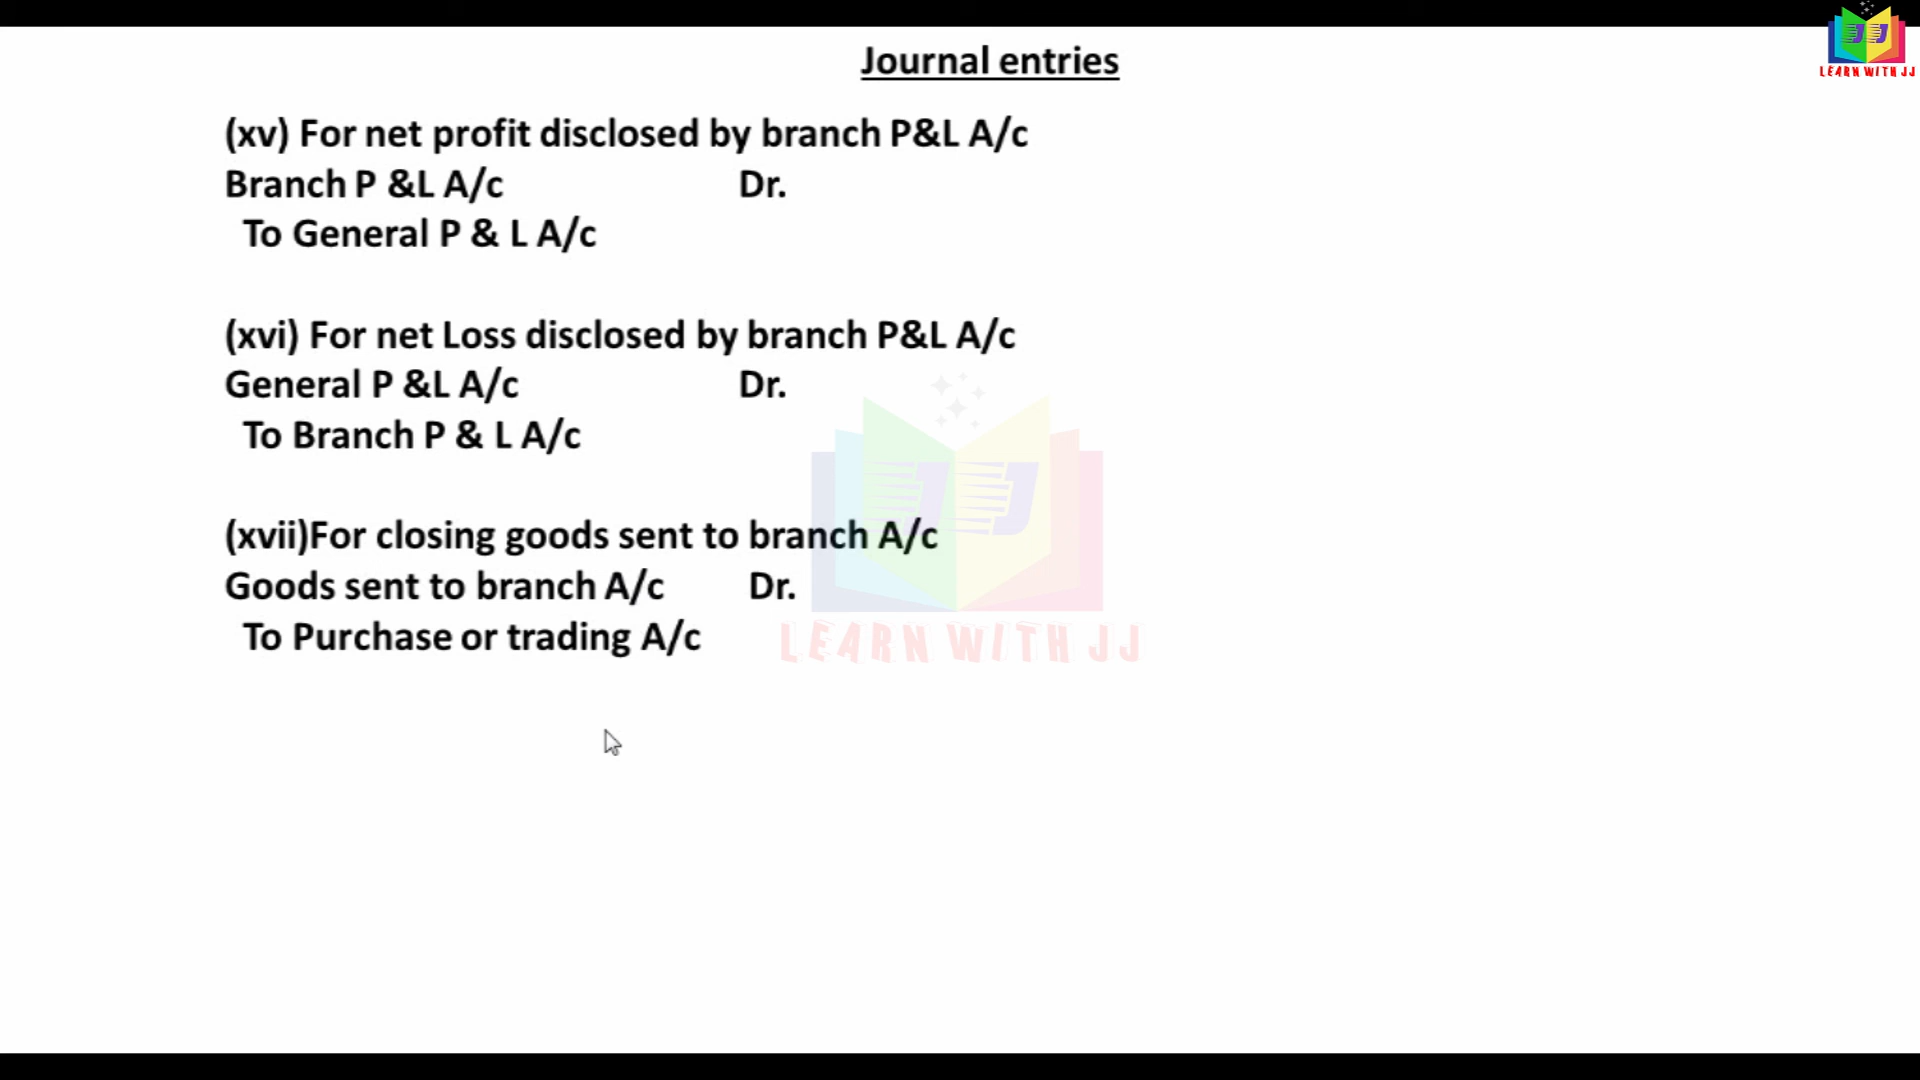 LEARN WITH JJ
Journal entries
(xv) For net profit disclosed by branch P&L A/c
Branch P &L A/c Dr.
To General P & L A/c
(xvi) For net Loss disclosed by branch P&L A/c
General P &L A/c Dr.
To Branch P & L A/c
(xvii)For closing goods sent to branch A/c
Goods sent to branch A/c Dr.
To Purchase or trading A/c
JJ
LEARN WITH JJ